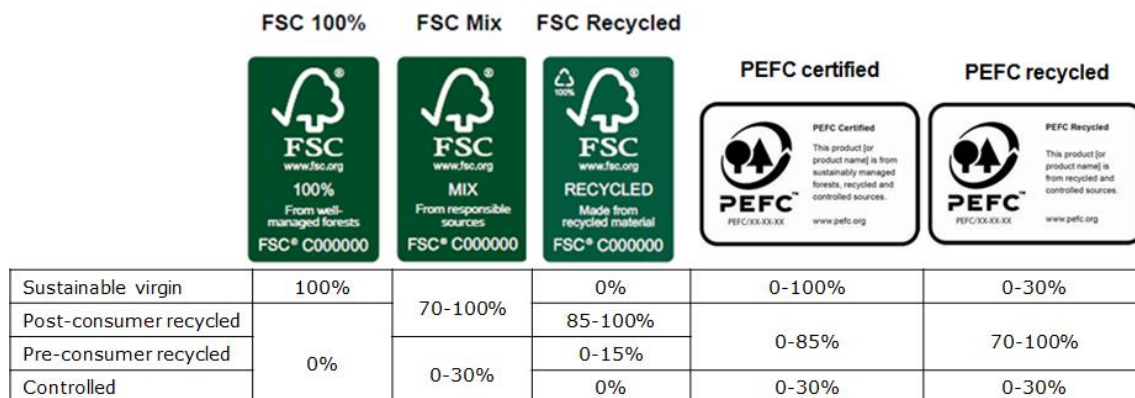 FSC 100%
FSC Mix
FSC Recycled
PEFC certified
PEFC recycled
®
FSC
www.fsc.org
100%
From well-
managed forests
FSC® C000000
®
FSC
www.fsc.org
MIX
From responsible
sources
FSC® C000000
100%
®
FSC
www.fsc.org
RECYCLED
Made from
recycled material
FSC® C000000
PEFC™
PEFC/XX-XX-XX
PEFC Certified
This product [or
product name] is from
sustainably managed
forests, recycled and
controlled sources.
www.pefc.org
PEFC™
PEFC/XX-XX-XX
PEFC Recycled
This product [or
product name] is
from recycled and
controlled sources.
www.pefc.org
Sustainable virgin 100% 70-100% 0% 0-100% 0-30%
Post-consumer recycled 0% 85-100% 0-85% 70-100%
Pre-consumer recycled 0-30% 0-15%
Controlled 0% 0-30% 0-30%